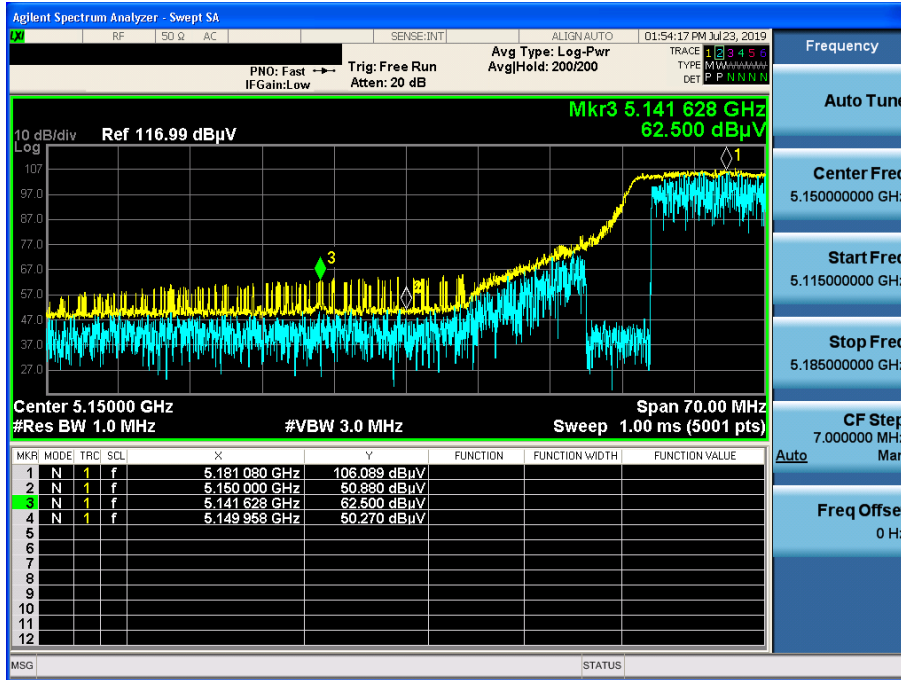 Agilent Spectrum Analyzer - Swept SA
LXI RF 50 Ω AC SENSE:INT ALIGN AUTO 01:54:17 PM Jul 23, 2019
PNO: Fast Trig: Free Run Avg Type: Log-Pwr TRACE 1 2 3 4 5 6
IFGain:Low Atten: 20 dB Avg|Hold: 200/200 TYPE M W W W W W
DET P P N N N N
Mkr3 5.141 628 GHz
62.500 dBµV
10 dB/div Ref 116.99 dBµV
Log
107
97.0
87.0
77.0
67.0
57.0
47.0
37.0
27.0
1
3
2
Center 5.15000 GHz Span 70.00 MHz
#Res BW 1.0 MHz #VBW 3.0 MHz Sweep 1.00 ms (5001 pts)
MKR MODE TRC SCL X Y FUNCTION FUNCTION WIDTH FUNCTION VALUE
1 N 1 f 5.181 080 GHz 106.089 dBµV
2 N 1 f 5.150 000 GHz 50.880 dBµV
3 N 1 f 5.141 628 GHz 62.500 dBµV
4 N 1 f 5.149 958 GHz 50.270 dBµV
5
6
7
8
9
10
11
12
MSG STATUS
Frequency
Auto Tune
Center Freq
5.150000000 GHz
Start Freq
5.115000000 GHz
Stop Freq
5.185000000 GHz
CF Step
7.000000 MHz
Auto Man
Freq Offset
0 Hz